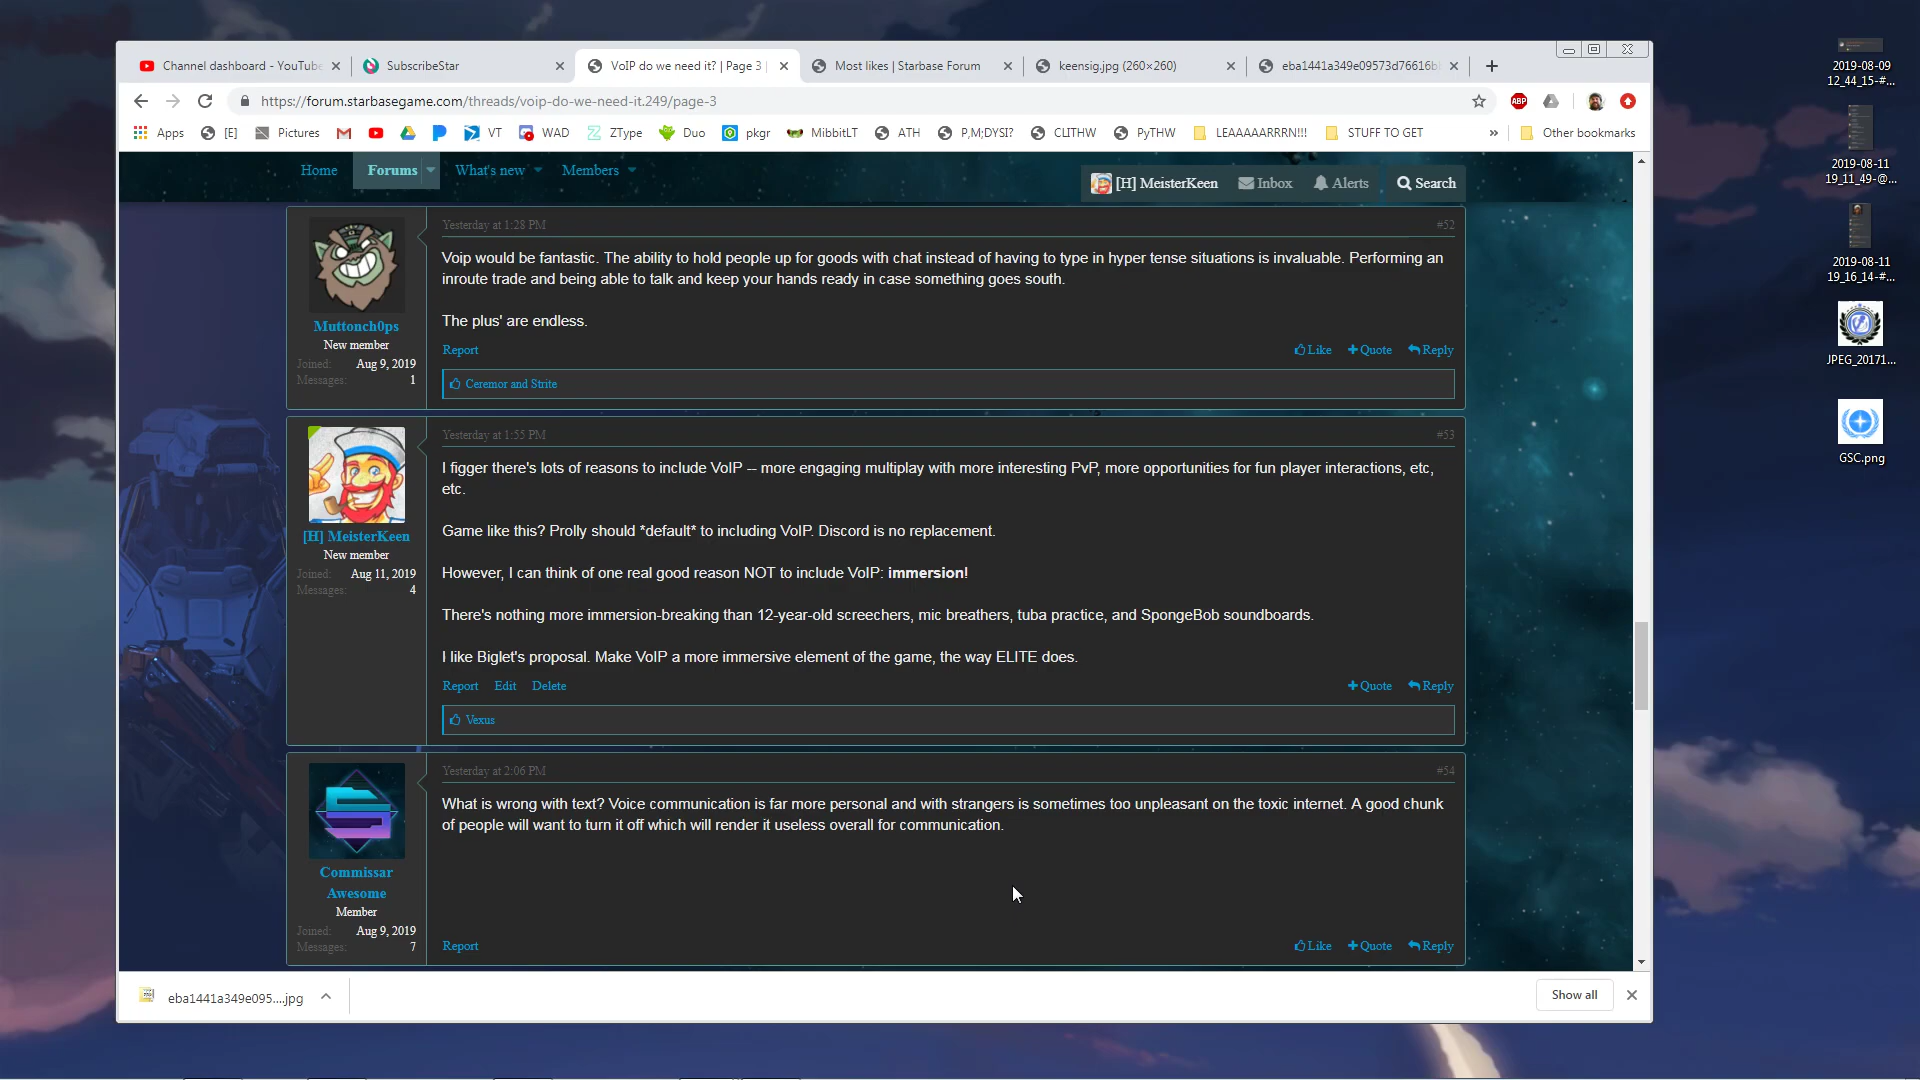 Channel dashboard - YouTube
SubscribeStar
VoIP do we need it? | Page 3 |
Most likes | Starbase Forum
keensig.jpg (260×260)
eba1441a349e09573d76616b
https://forum.starbasegame.com/threads/voip-do-we-need-it.249/page-3
ABP
Apps
[E]
Pictures
VT
WAD
ZType
Duo
pkgr
MibbitLT
ATH
P,M;DYSI?
CLITHW
PyTHW
LEAAAAARRRN!!!
STUFF TO GET
»
Other bookmarks
Home
Forums
What's new
Members
[H] MeisterKeen
Inbox
Alerts
Search
Muttonch0ps
New member
Joined: Aug 9, 2019
Messages: 1
Yesterday at 1:28 PM
#52
Voip would be fantastic. The ability to hold people up for goods with chat instead of having to type in hyper tense situations is invaluable. Performing an
inroute trade and being able to talk and keep your hands ready in case something goes south.
The plus' are endless.
Report
Like
+Quote
Reply
Ceremor and Strite
[H] MeisterKeen
New member
Joined: Aug 11, 2019
Messages: 4
Yesterday at 1:55 PM
#53
I figger there's lots of reasons to include VoIP -- more engaging multiplay with more interesting PvP, more opportunities for fun player interactions, etc,
etc.
Game like this? Prolly should *default* to including VoIP. Discord is no replacement.
However, I can think of one real good reason NOT to include VoIP: immersion!
There's nothing more immersion-breaking than 12-year-old screechers, mic breathers, tuba practice, and SpongeBob soundboards.
I like Biglet's proposal. Make VoIP a more immersive element of the game, the way ELITE does.
Report
Edit
Delete
+Quote
Reply
Vexus
Commissar
Awesome
Member
Joined: Aug 9, 2019
Messages: 7
Yesterday at 2:06 PM
#54
What is wrong with text? Voice communication is far more personal and with strangers is sometimes too unpleasant on the toxic internet. A good chunk
of people will want to turn it off which will render it useless overall for communication.
Report
Like
+Quote
Reply
eba1441a349e095....jpg
Show all
2019-08-09
12_44_15-#...
2019-08-11
19_11_49-@...
2019-08-11
19_16_14-#...
JPEG_20171...
GSC.png